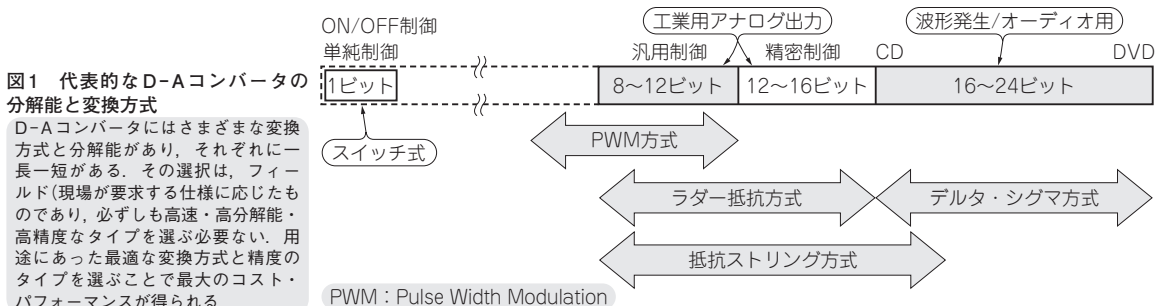 図1 代表的なD-Aコンバータの
分解能と変換方式
D-Aコンバータにはさまざまな変換
方式と分解能があり，それぞれに一
長一短がある．その選択は，フィー
ルド(現場が要求する仕様に応じたも
のであり，必ずしも高速・高分解能・
高精度なタイプを選ぶ必要ない．用
途にあった最適な変換方式と精度の
タイプを選ぶことで最大のコスト・
パフォーマンスが得られる
ON/OFF制御
単純制御
工業用アナログ出力
波形発生/オーディオ用
汎用制御
精密制御
CD
DVD
1ビット
8〜12ビット
12〜16ビット
16〜24ビット
スイッチ式
PWM方式
ラダー抵抗方式
デルタ・シグマ方式
抵抗ストリング方式
PWM：Pulse Width Modulation